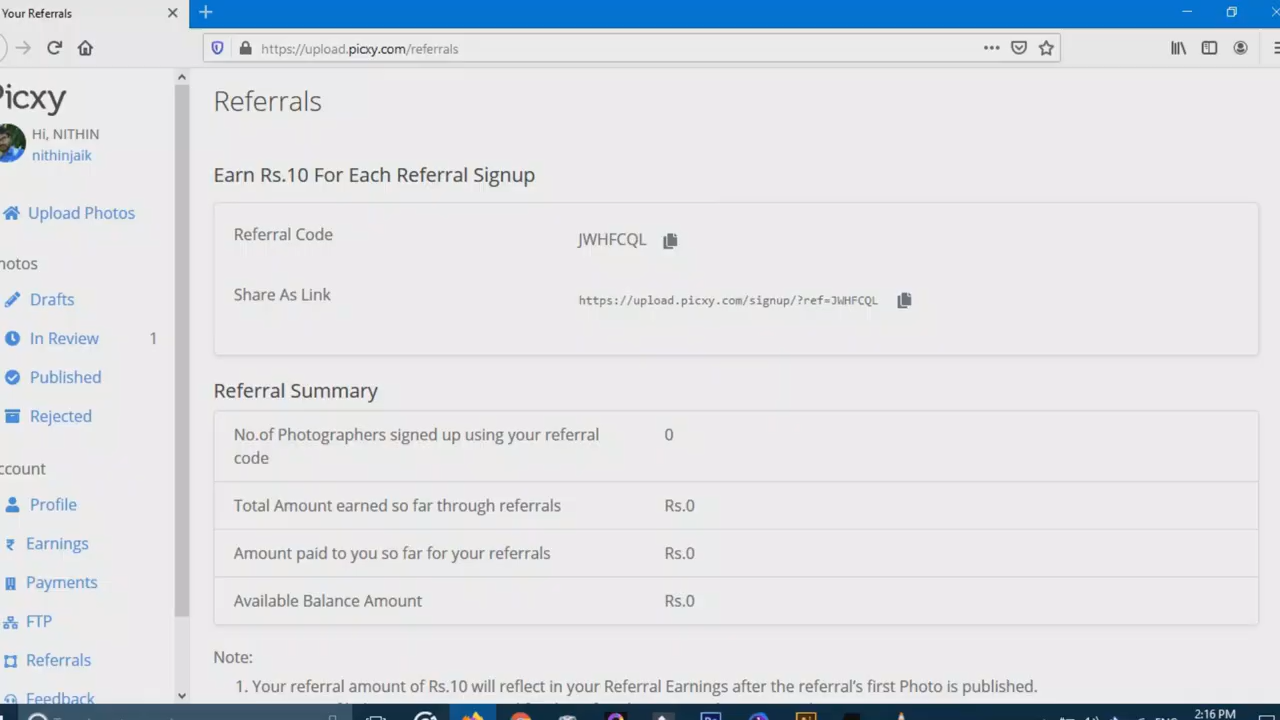 Your Referrals
https://upload.picxy.com/referrals
Picxy
Hi, NITHIN
nithinjaik
Upload Photos
hotos
Drafts
In Review 1
Published
Rejected
ccount
Profile
Earnings
Payments
FTP
Referrals
Feedback
Referrals
Earn Rs.10 For Each Referral Signup
Referral Code JWHFCQL
Share As Link https://upload.picxy.com/signup/?ref=JWHFCQL
Referral Summary
No.of Photographers signed up using your referral 0
code
Total Amount earned so far through referrals Rs.0
Amount paid to you so far for your referrals Rs.0
Available Balance Amount Rs.0
Note:
1. Your referral amount of Rs.10 will reflect in your Referral Earnings after the referral's first Photo is published.
2:16 PM